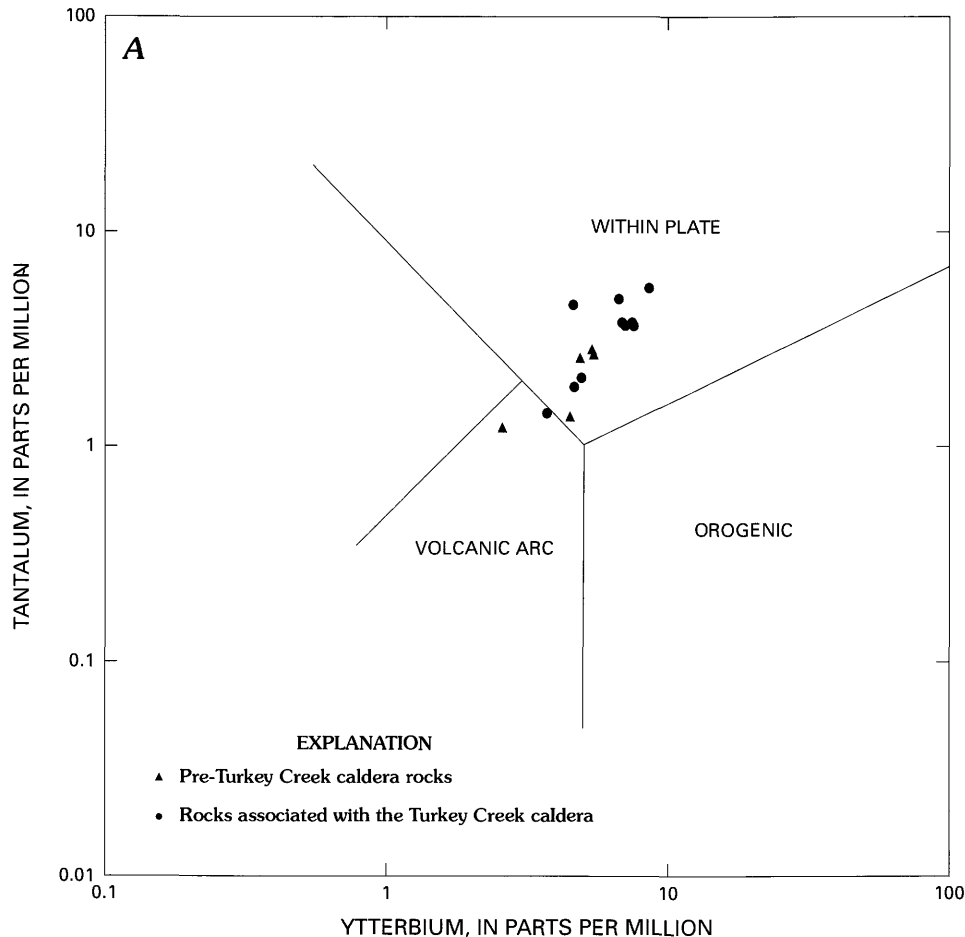 A
100
10
1
0.1
0.01
TANTALUM, IN PARTS PER MILLION
WITHIN PLATE
VOLCANIC ARC
OROGENIC
EXPLANATION
Pre-Turkey Creek caldera rocks
Rocks associated with the Turkey Creek caldera
0.1
1
10
100
YTTERBIUM, IN PARTS PER MILLION